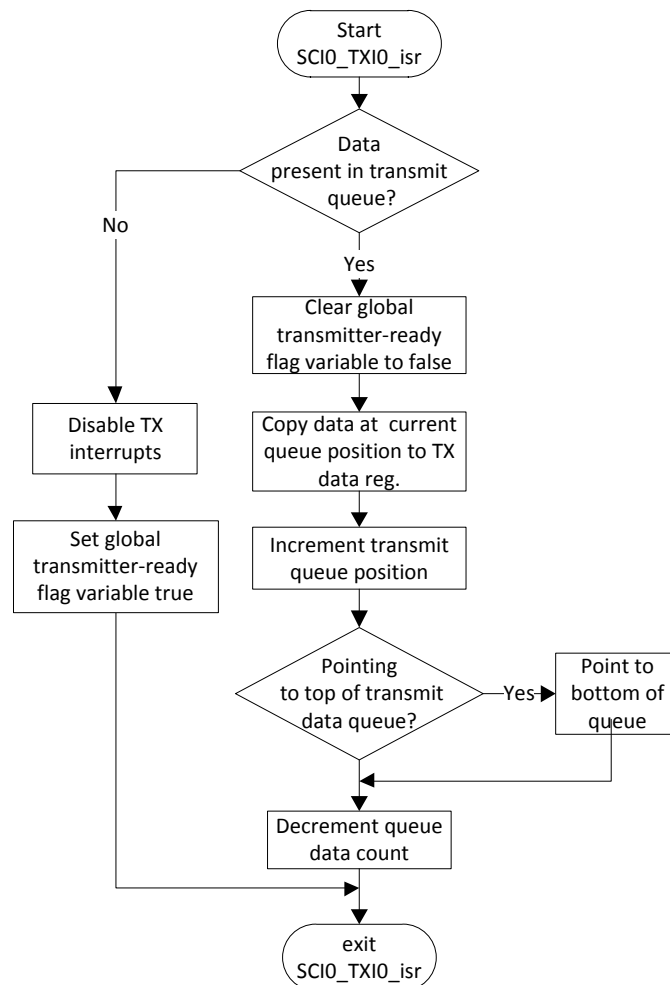 Start
SCI0_TXI0_isr
Data
present in transmit
queue?
No
Yes
Clear global
transmitter-ready
flag variable to false
Disable TX
interrupts
Copy data at  current
queue position to TX
data reg.
Set global
transmitter-ready
flag variable true
Increment transmit
queue position
Pointing
to top of transmit
data queue?
Yes
Point to
bottom of
queue
Decrement queue
data count
exit
SCI0_TXI0_isr